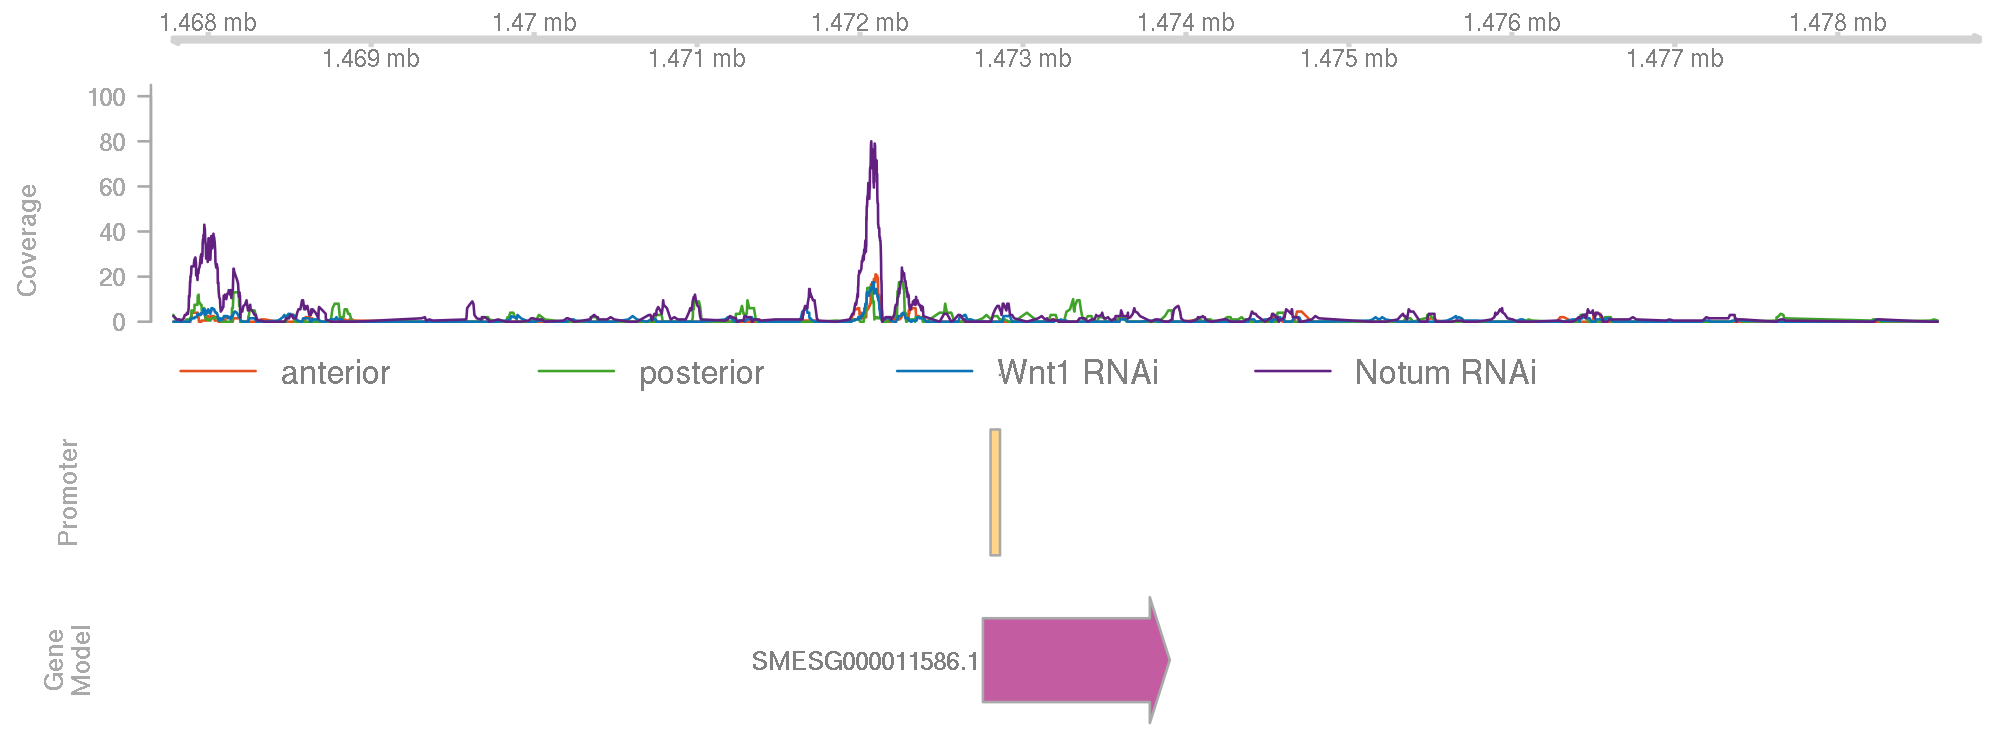 1.468 mb 1.47 mb 1.472 mb 1.474 mb 1.476 mb 1.478 mb
1.469 mb 1.471 mb 1.473 mb 1.475 mb 1.477 mb
Coverage
100
80
60
40
20
0
anterior posterior Wnt1 RNAi Notum RNAi
Promoter
Gene
Model
SMESG000011586.1